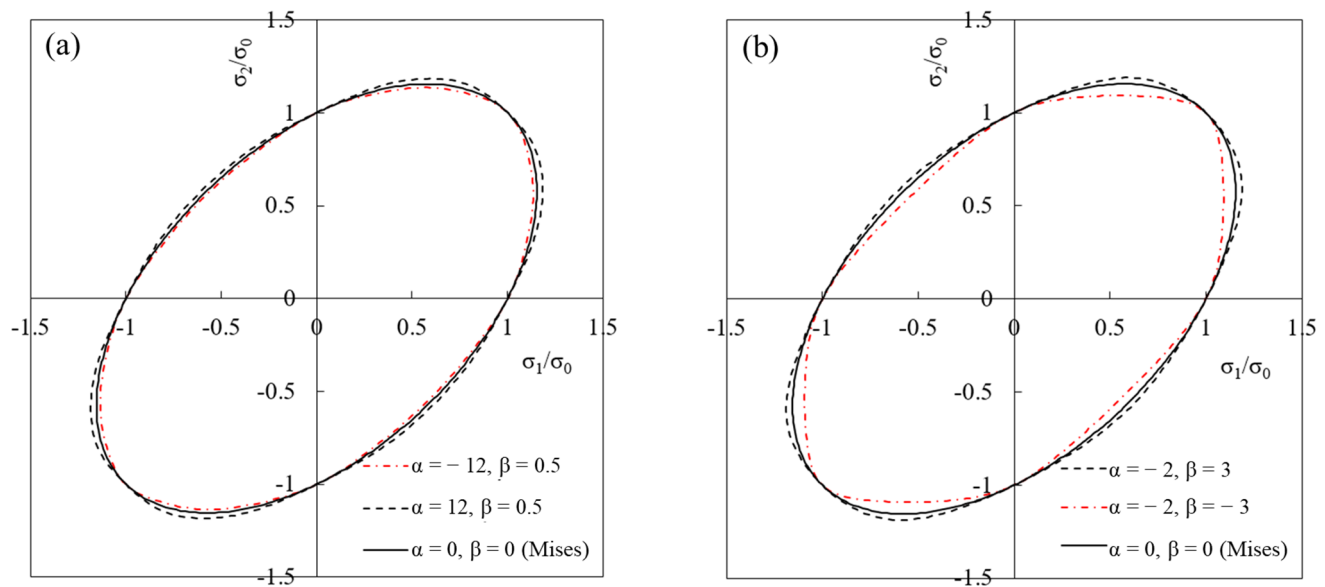 (a)
σ₂/σ₀
1.5
1
0.5
0
-1.5
-1
-0.5
0
0.5
1
1.5
σ₁/σ₀
-0.5
-1
-1.5
α = − 12, β = 0.5
α = 12, β = 0.5
α = 0, β = 0 (Mises)
(b)
σ₂/σ₀
1.5
1
0.5
0
-1.5
-1
-0.5
0
0.5
1
1.5
σ₁/σ₀
-0.5
-1
-1.5
α = − 2, β = 3
α = − 2, β = − 3
α = 0, β = 0 (Mises)